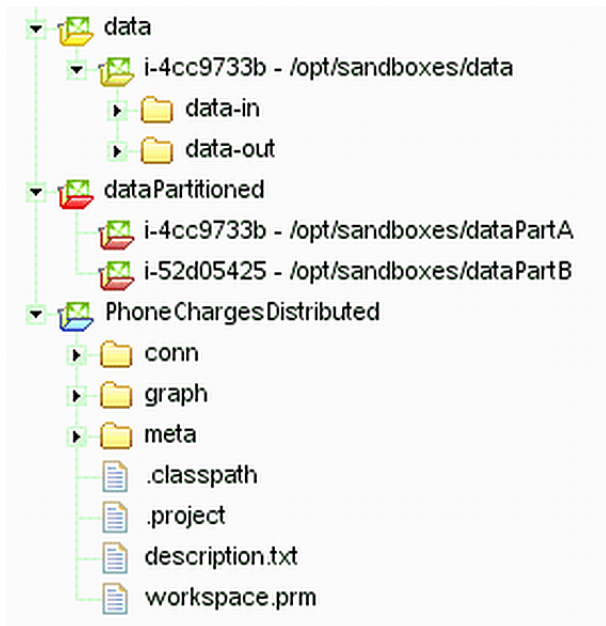 data
i-4cc9733b - /opt/sandboxes/data
data-in
data-out
dataPartitioned
i-4cc9733b - /opt/sandboxes/dataPartA
i-52d05425 - /opt/sandboxes/dataPartB
PhoneChargesDistributed
conn
graph
meta
.classpath
.project
description.txt
workspace.prm